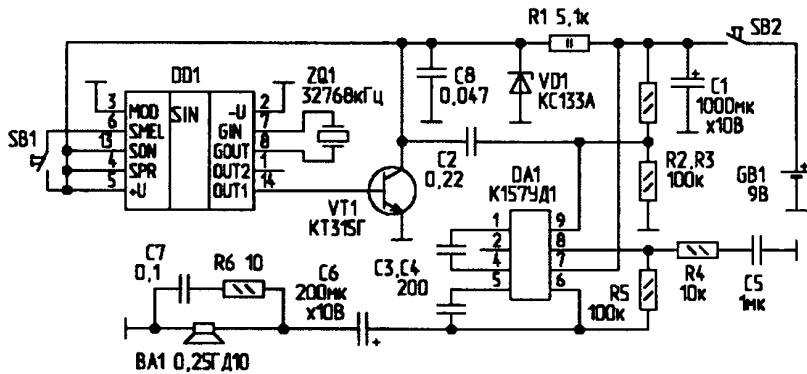 R1 5,1к
SB2
DD1
ZQ1
32768кГц
C8
0,047
VD1
КС133А
C1
1000мк
х10В
SB1
3
6
13
4
5
MOD
SMEL
SON
SPR
+U
SIN
-U
GIN
GOUT
OUT2
OUT1
2
7
8
1
14
C2
0,22
R2,R3
100к
GB1
9В
VT1
КТ315Г
DA1
К157УД1
1
2
4
5
9
8
7
6
C7
0,1
R6 10
C6
200мк
х10В
C3,C4
200
R5
100к
R4
10к
C5
1мк
BA1 0,25ГД10